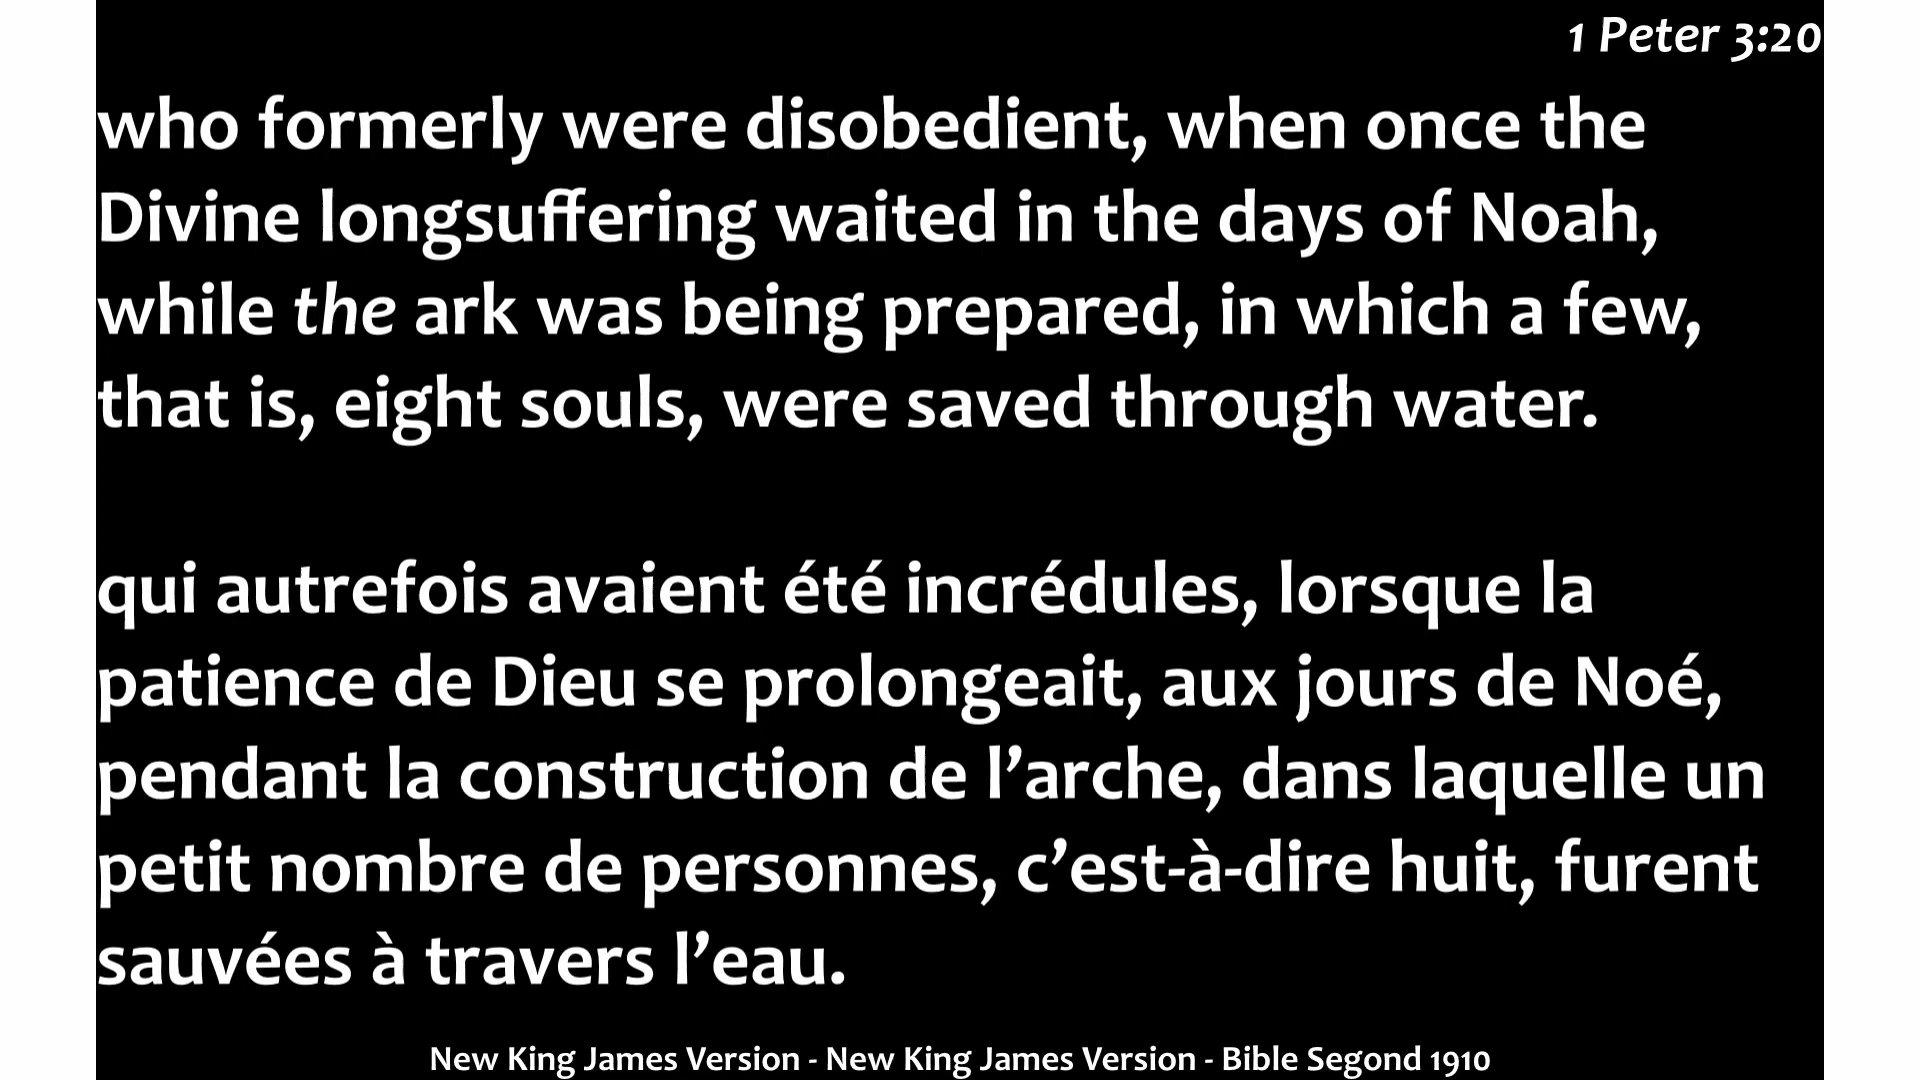 1 Peter 3:20
who formerly were disobedient, when once the
Divine longsuffering waited in the days of Noah,
while the ark was being prepared, in which a few,
that is, eight souls, were saved through water.
qui autrefois avaient été incrédules, lorsque la
patience de Dieu se prolongeait, aux jours de Noé,
pendant la construction de l’arche, dans laquelle un
petit nombre de personnes, c’est-à-dire huit, furent
sauvées à travers l’eau.
New King James Version - New King James Version - Bible Segond 1910